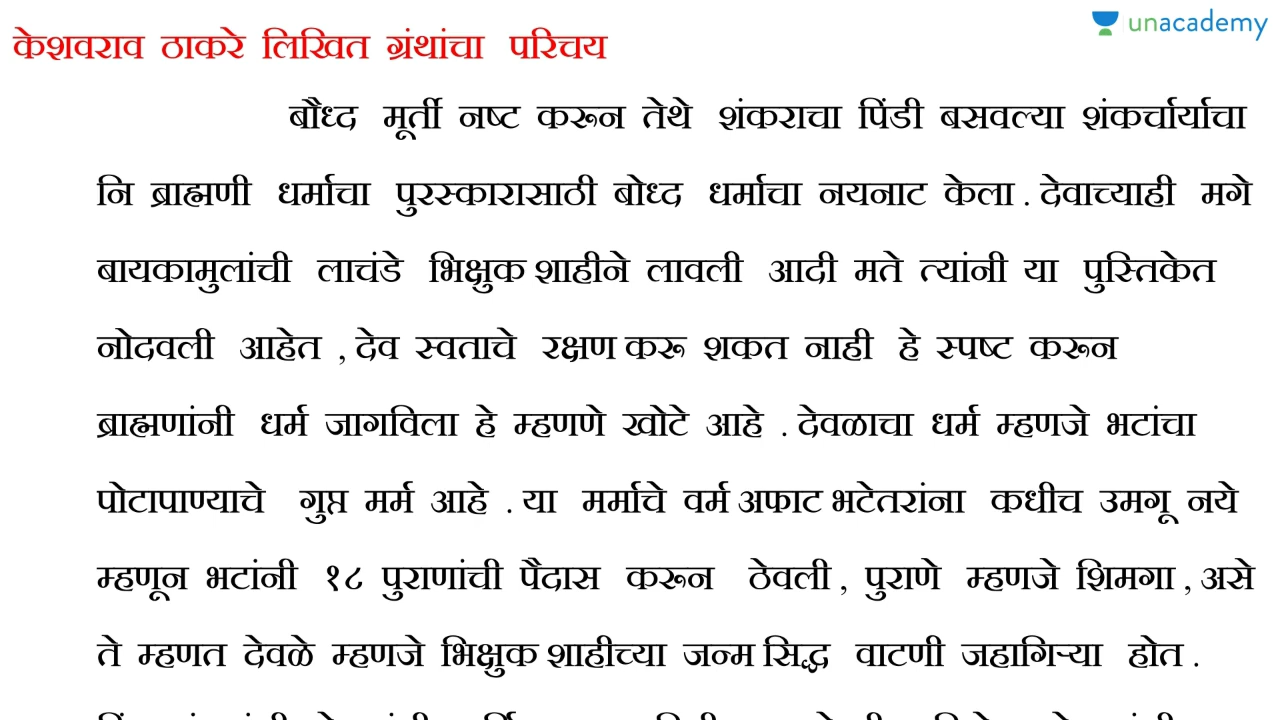 unacademy
केशवराव ठाकरे लिखित ग्रंथांचा परिचय
बौध्द मूर्ती नष्ट करून तेथे शंकराचा पिंडी बसवल्या शंकर्चार्याचा
नि ब्राह्मणी धर्माचा पुरस्कारासाठी बोध्द धर्माचा नयनाट केला . देवाच्याही मगे
बायकामुलांची लाचंडे भिक्षुक शाहीने लावली आदी मते त्यांनी या पुस्तिकेत
नोदवली आहेत , देव स्वताचे रक्षण करू शकत नाही हे स्पष्ट करून
ब्राह्मणांनी धर्म जागविला हे म्हणणे खोटे आहे . देवळाचा धर्म म्हणजे भटांचा
पोटापाण्याचे गुप्त मर्म आहे . या मर्माचे वर्म अफाट भटेतरांना कधीच उमगू नये
म्हणून भटांनी १८ पुराणांची पैदास करून ठेवली , पुराणे म्हणजे शिमगा , असे
ते म्हणत देवळे म्हणजे भिक्षुक शाहीच्या जन्म सिद्ध वाटणी जहागिऱ्या होत .